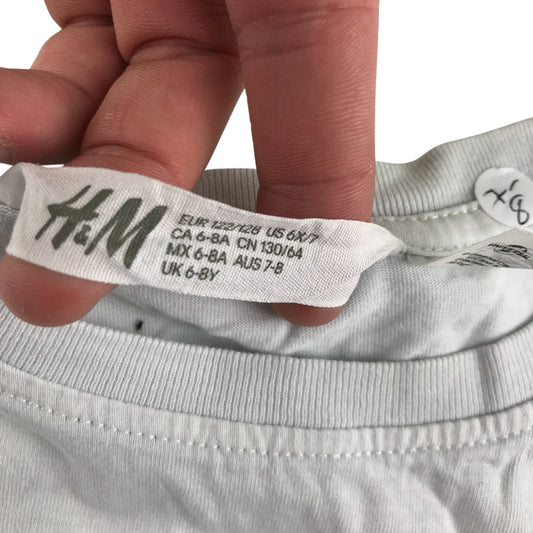 H&M
EUR 122/128 US 6X/7
CA 6-8A CN 130/64
MX 6-8A AUS 7-8
UK 6-8Y